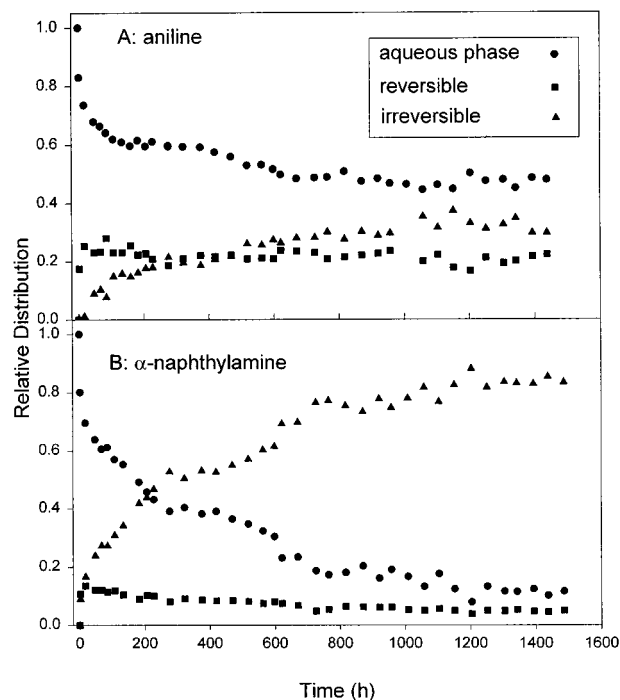 A: aniline
aqueous phase
reversible
irreversible
1.0
0.8
0.6
0.4
0.2
0.0
B: α-naphthylamine
1.0
0.8
0.6
0.4
0.2
0.0
Relative Distribution
0 200 400 600 800 1000 1200 1400 1600
Time (h)